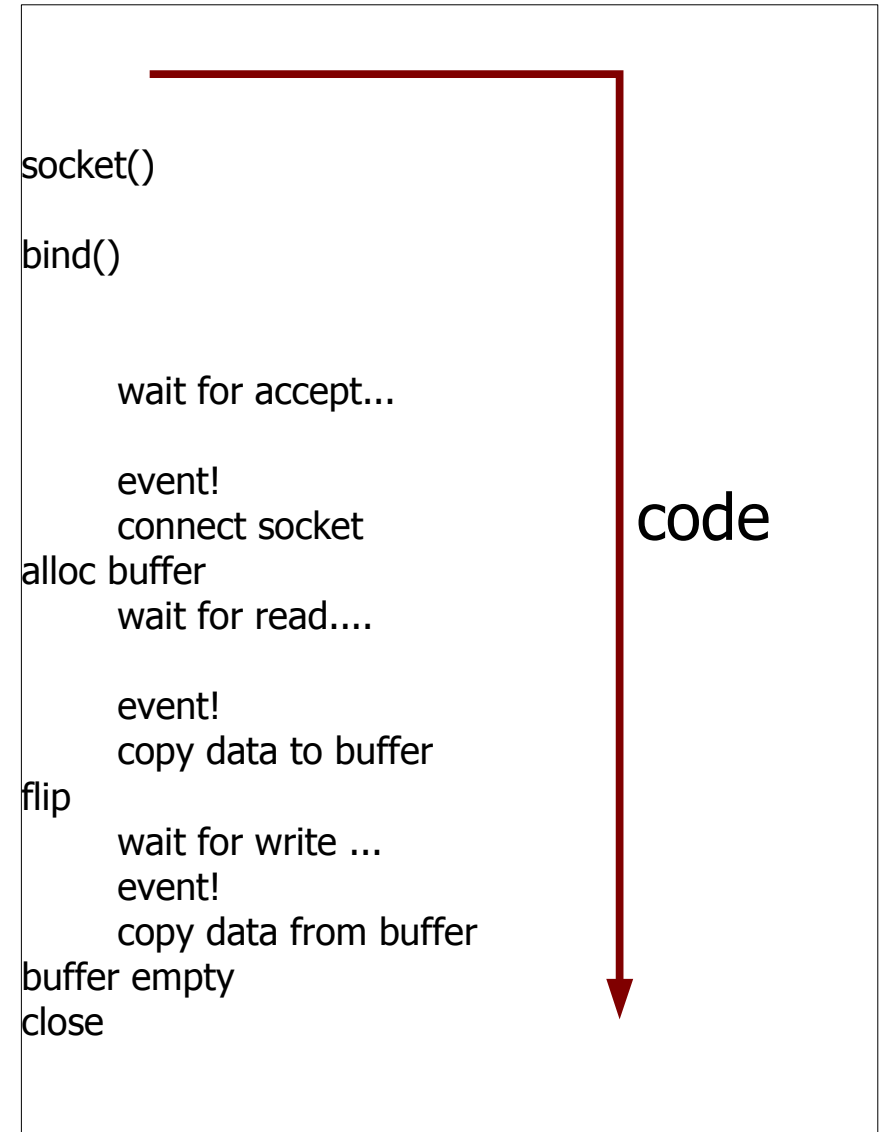 socket()
bind()
wait for accept...
event!
connect socket
code
alloc buffer
wait for read....
event!
copy data to buffer
flip
wait for write ...
event!
copy data from buffer
buffer empty
close